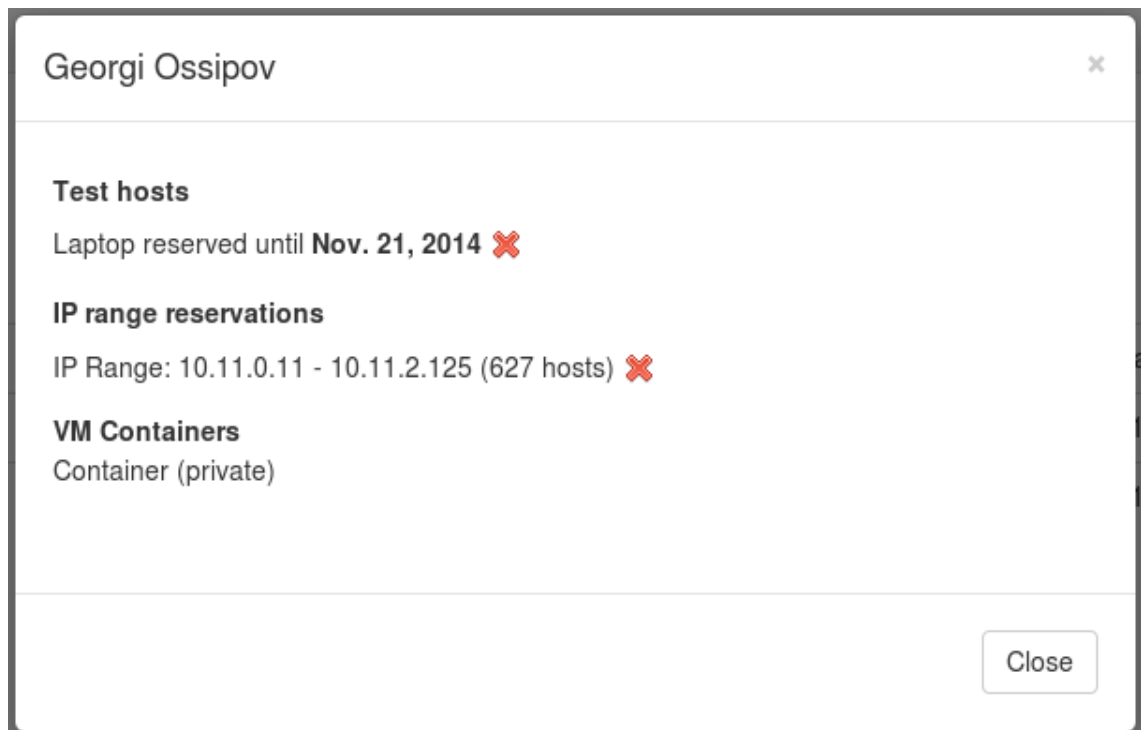 Georgi Ossipov
Test hosts
Laptop reserved until Nov. 21, 2014
IP range reservations
IP Range: 10.11.0.11 - 10.11.2.125 (627 hosts)
VM Containers
Container (private)
Close